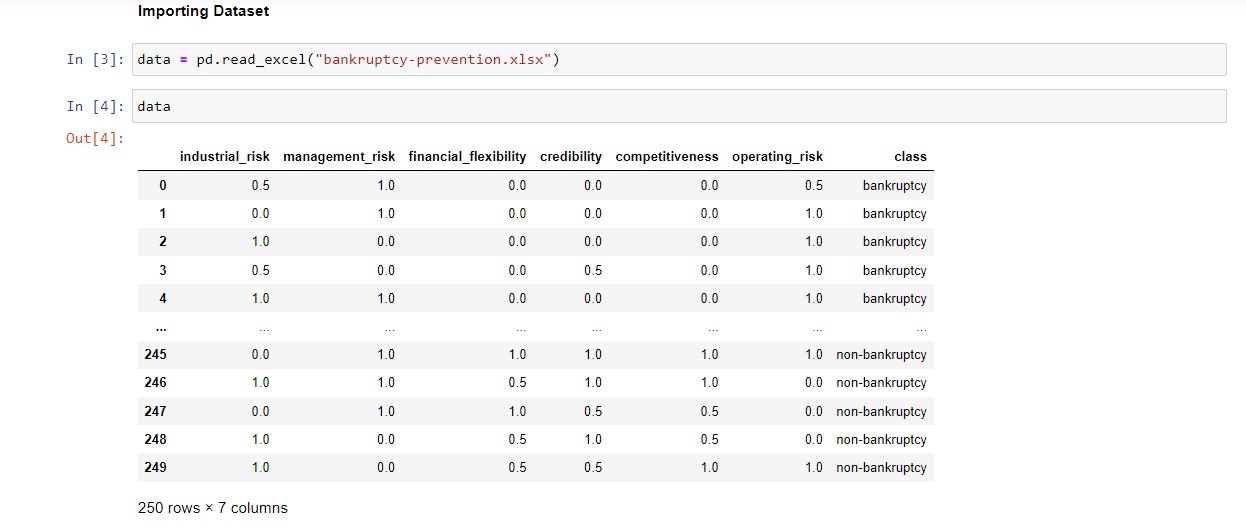 Importing Dataset
In [3]: data = pd.read_excel("bankruptcy-prevention.xlsx")
In [4]: data
Out[4]:
industrial_risk management_risk financial_flexibility credibility competitiveness operating_risk class
0 0.5 1.0 0.0 0.0 0.0 0.5 bankruptcy
1 0.0 1.0 0.0 0.0 0.0 1.0 bankruptcy
2 1.0 0.0 0.0 0.0 0.0 1.0 bankruptcy
3 0.5 0.0 0.0 0.5 0.0 1.0 bankruptcy
4 1.0 1.0 0.0 0.0 0.0 1.0 bankruptcy
... ... ... ... ... ... ... ...
245 0.0 1.0 1.0 1.0 1.0 1.0 non-bankruptcy
246 1.0 1.0 0.5 1.0 1.0 0.0 non-bankruptcy
247 0.0 1.0 1.0 0.5 0.5 0.0 non-bankruptcy
248 1.0 0.0 0.5 1.0 0.5 0.0 non-bankruptcy
249 1.0 0.0 0.5 0.5 1.0 1.0 non-bankruptcy
250 rows × 7 columns